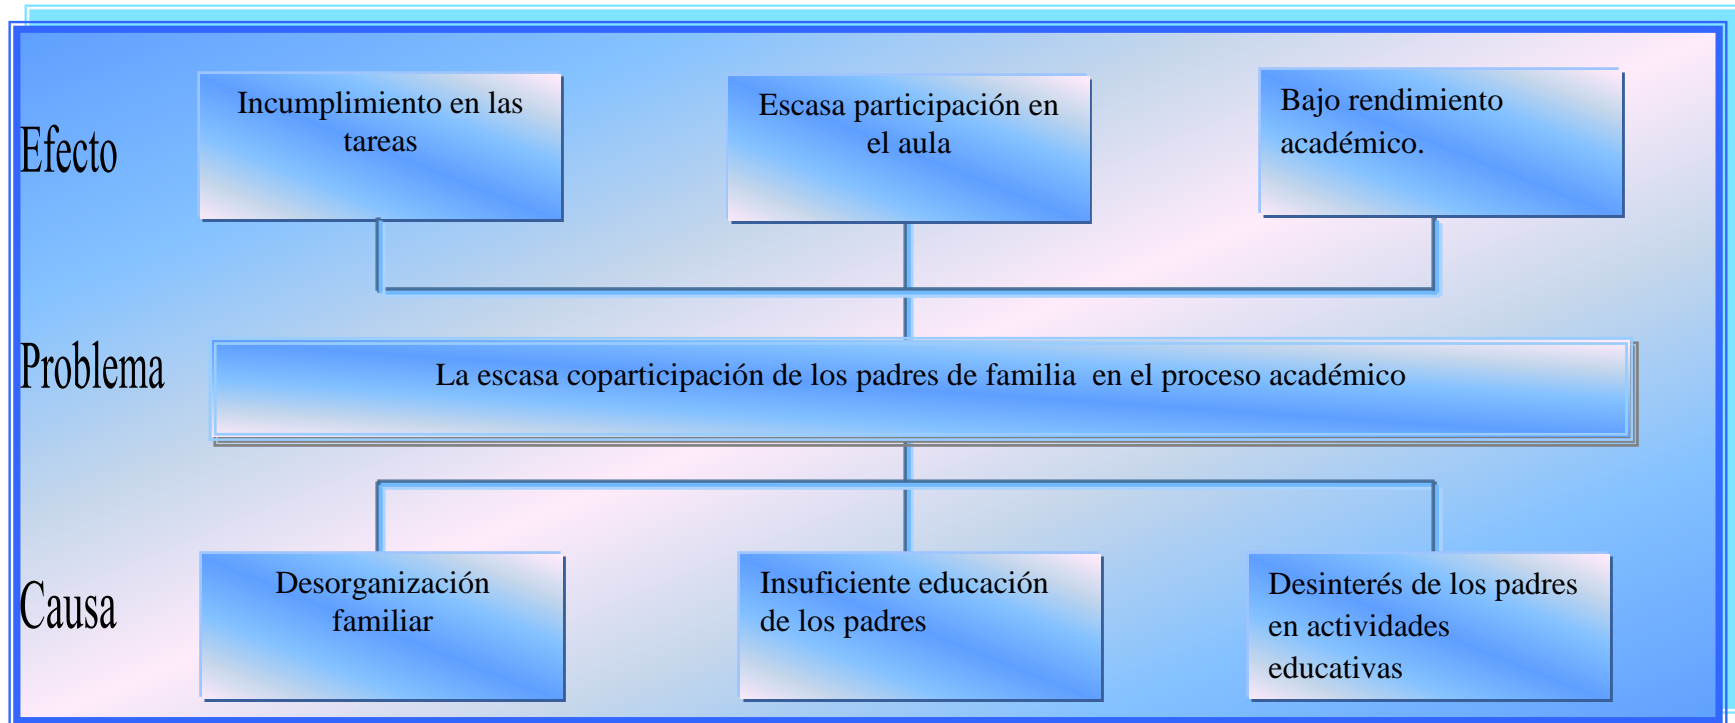 Efecto
Incumplimiento en las
tareas
Escasa participación en
el aula
Bajo rendimiento
académico.
Problema
La escasa coparticipación de los padres de familia  en el proceso académico
Causa
Desorganización
familiar
Insuficiente educación
de los padres
Desinterés de los padres
en actividades
educativas